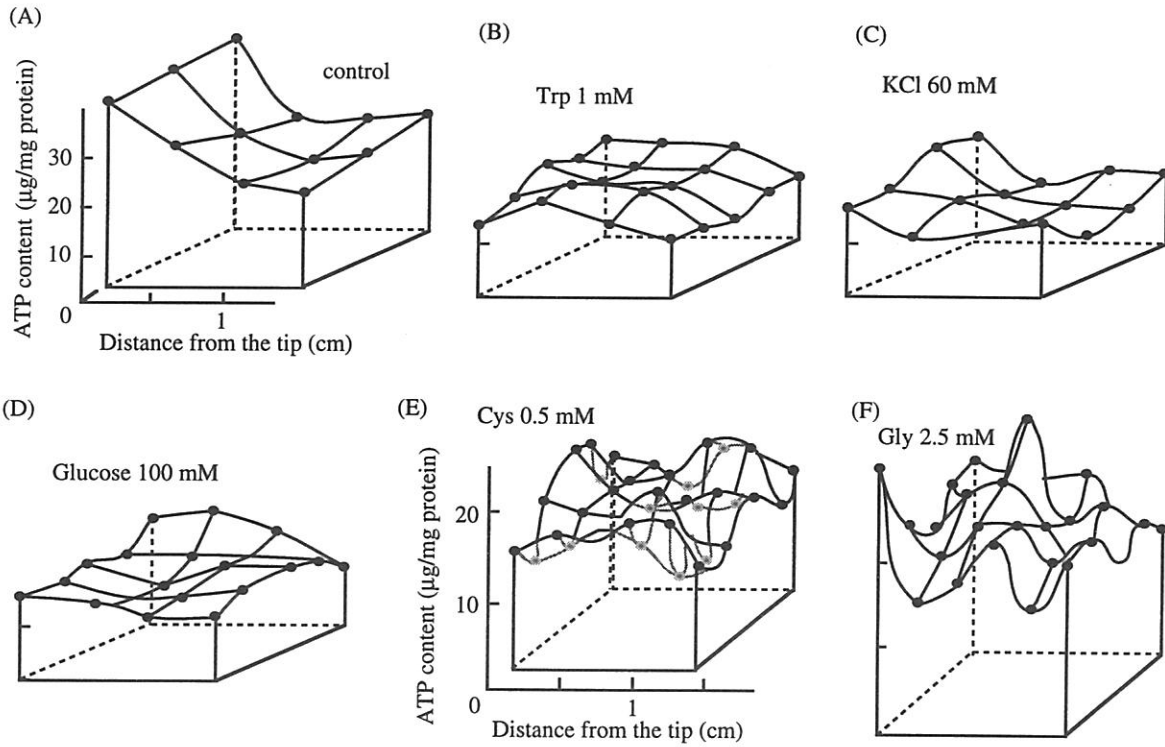 (A)
control
ATP content (μg/mg protein)
30
20
10
0
1
Distance from the tip (cm)
(B)
Trp 1 mM
(C)
KCl 60 mM
(D)
Glucose 100 mM
(E)
Cys 0.5 mM
ATP content (μg/mg protein)
20
10
0
1
Distance from the tip (cm)
(F)
Gly 2.5 mM